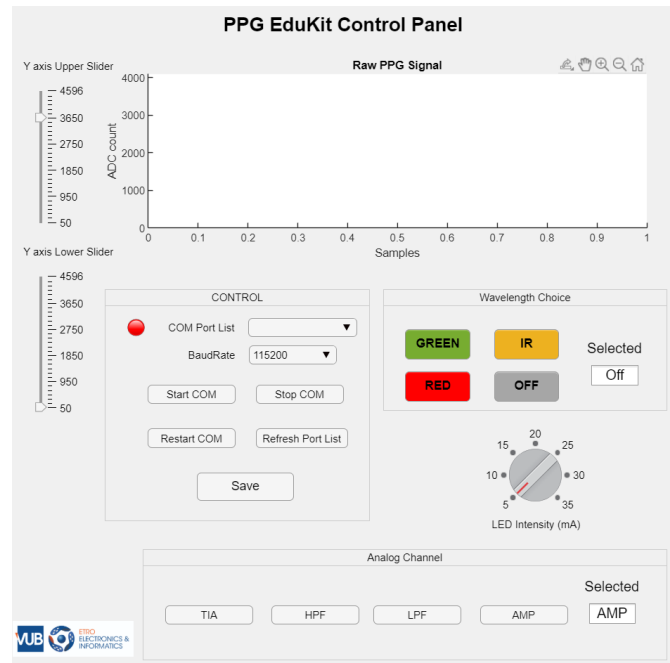 PPG EduKit Control Panel
Y axis Upper Slider
4596
3650
2750
1850
950
50
Raw PPG Signal
4000
3000
2000
1000
0
ADC count
0 0.1 0.2 0.3 0.4 0.5 0.6 0.7 0.8 0.9 1
Samples
Y axis Lower Slider
4596
3650
2750
1850
950
50
CONTROL
COM Port List
BaudRate 115200
Start COM Stop COM
Restart COM Refresh Port List
Save
Wavelength Choice
GREEN IR
RED OFF
Selected
Off
5 10 15 20 25 30 35
LED Intensity (mA)
Analog Channel
TIA HPF LPF AMP
Selected
AMP
VUB
ETRO
ELECTRONICS &
INFORMATICS